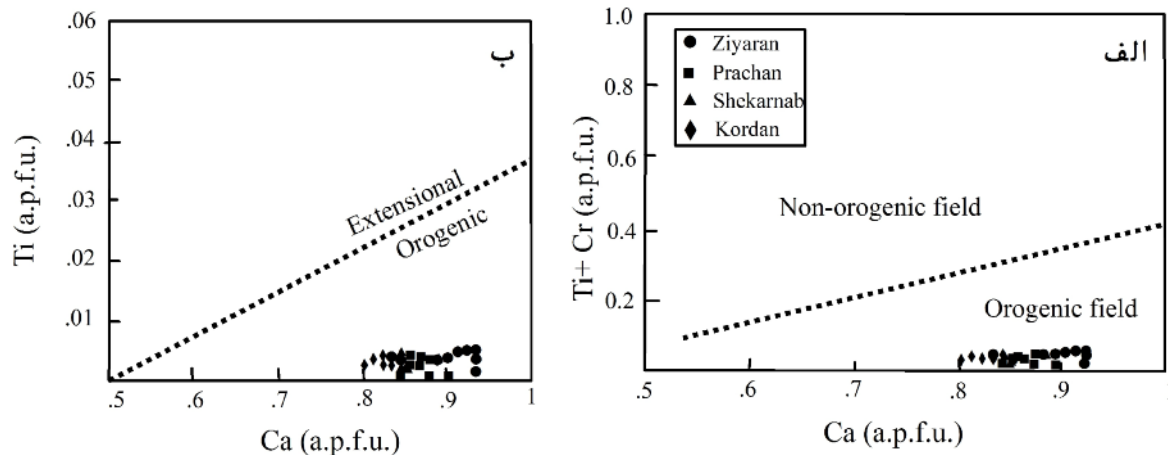 ب
.06
.05
.04
.03
.02
.01
Ti (a.p.f.u.)
Extensional
Orogenic
.5
.6
.7
.8
.9
1
Ca (a.p.f.u.)
الف
1.0
0.8
0.6
0.4
0.2
Ti+ Cr (a.p.f.u.)
Ziyaran
Prachan
Shekarnab
Kordan
Non-orogenic field
Orogenic field
.5
.6
.7
.8
.9
1
Ca (a.p.f.u.)